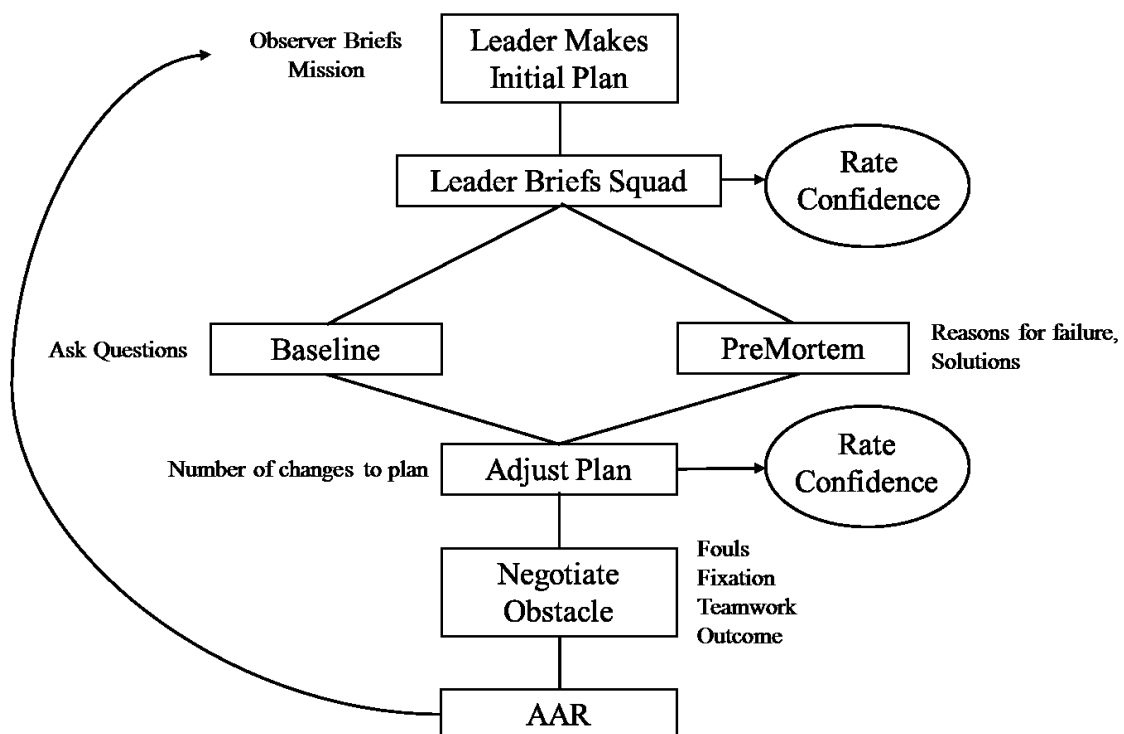 Observer Briefs
Mission
Leader Makes
Initial Plan
Leader Briefs Squad
Rate
Confidence
Ask Questions
Baseline
PreMortem
Reasons for failure,
Solutions
Number of changes to plan
Adjust Plan
Rate
Confidence
Negotiate
Obstacle
Fouls
Fixation
Teamwork
Outcome
AAR